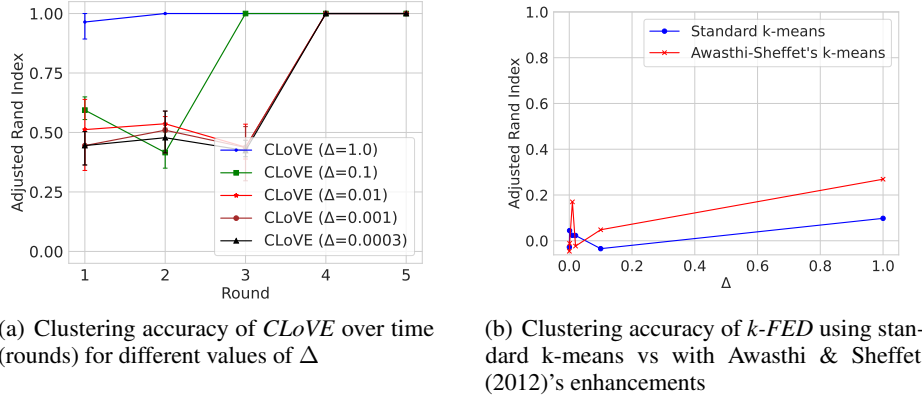 1.00
0.75
0.50
0.25
0.00
Adjusted Rand Index
CLoVE (Δ=1.0)
CLoVE (Δ=0.1)
CLoVE (Δ=0.01)
CLoVE (Δ=0.001)
CLoVE (Δ=0.0003)
1 2 3 4 5
Round
(a) Clustering accuracy of CLoVE over time
(rounds) for different values of Δ
1.0
0.8
0.6
0.4
0.2
0.0
Adjusted Rand Index
Standard k-means
Awasthi-Sheffet's k-means
0.0 0.2 0.4 0.6 0.8 1.0
Δ
(b) Clustering accuracy of k-FED using stan-
dard k-means vs with Awasthi & Sheffet
(2012)'s enhancements